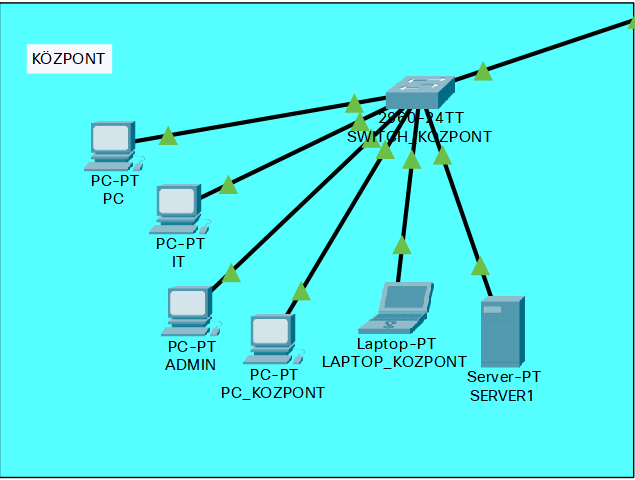 KÖZPONT
2960-24TT
SWITCH_KOZPONT
PC-PT
PC
PC-PT
IT
PC-PT
ADMIN
PC-PT
PC_KOZPONT
Laptop-PT
LAPTOP_KOZPONT
Server-PT
SERVER1